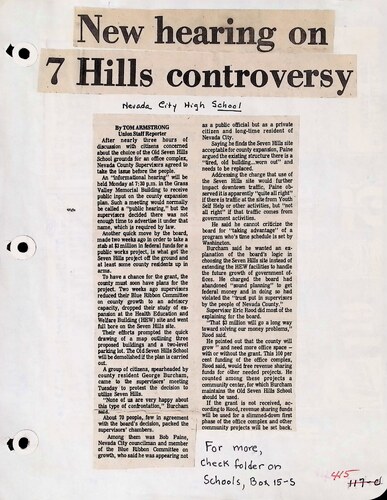 New hearing on
7 Hills controversy
Nevada City High School
By TOM ARMSTRONG
Union Staff Reporter
After nearly three hours of
discussion with citizens concerned
about the choice of the Old Seven Hills
School grounds for an office complex,
Nevada County Supervisors agreed to
take the issue before the people.
An "informational hearing" will be
held Monday at 7:30 p.m. in the Grass
Valley Memorial Building to receive
public input on the county expansion
plan. Such a meeting would normally
be called a "public hearing," but the
supervisors decided there was not
enough time to advertise it under that
name, which is required by law.
Another quick move by the board,
made two weeks ago in order to take a
stab at $10 million in federal funds for a
public works project, is what got the
Seven Hills project off the ground and
at least some county residents up in
arms.
To have a chance for the grant, the
county must soon have plans for the
project. Two weeks ago supervisors
reduced their Blue Ribbon Committee
on county growth to an advisory
capacity, dropped their study of ex-
pansion at the Health Education and
Welfare Building (HEW) site and went
full bore on the Seven Hills site.
Their efforts prompted the quick
drawing of a map outlining three
proposed buildings and a two-level
parking lot. The Old Seven Hills School
will be demolished if the plan is carried
out.
A group of citizens, spearheaded by
county resident George Burcham,
came to the supervisors' meeting
Tuesday to protest the decision to
utilize Seven Hills.
"None of us are very happy about
this type of confrontation," Burcham
said.
About 70 people, few in agreement
with the board's decision, packed the
supervisors' chambers.
Among them was Bob Paine,
Nevada City councilman and member
of the Blue Ribbon Committee on
growth, who said he was appearing not
as a public official but as a private
citizen and long-time resident of
Nevada City.
Saying he finds the Seven Hills site
acceptable for county expansion, Paine
argued the existing structure there is a
"tired, old building...worn out" and
needs to be replaced.
Addressing the charge that use of
the Seven Hills site would further
impact downtown traffic, Paine ob-
served it is apparently "quite all right"
if there is traffic at the site from Youth
Self Help or other activities, but "not
all right" if that traffic comes from
government activities.
He said he cannot criticize the
board for "taking advantage" of a
program who's time schedule is set by
Washington.
Burcham said he wanted an ex-
planation of the board's logic in
choosing the Seven Hills site instead of
extending the HEW facilities to handle
the future growth of government of-
fices. He charged the board had
abandoned "sound planning" to get
federal money and in doing so had
violated the "trust put in supervisors
by the people of Nevada County."
Supervisor Eric Rood did most of the
explaining for the board.
"That $10 million will go a long way
toward solving our money problems,"
Rood said.
He pointed out that the county will
grow and need more office space —
with or without the grant. This 100 per
cent funding of the office complex,
Rood said, would free revenue sharing
funds for other needed projects. He
counted among these projects a
community center, for which Burcham
maintains the Old Seven Hills School
should be used.
If the grant is not received,
according to Rood, revenue sharing funds
will be used for a slimmed-down first
phase of the office complex and other
community projects will be set back.
For more,
check folder on
Schools, Box 15-S
415
117-C